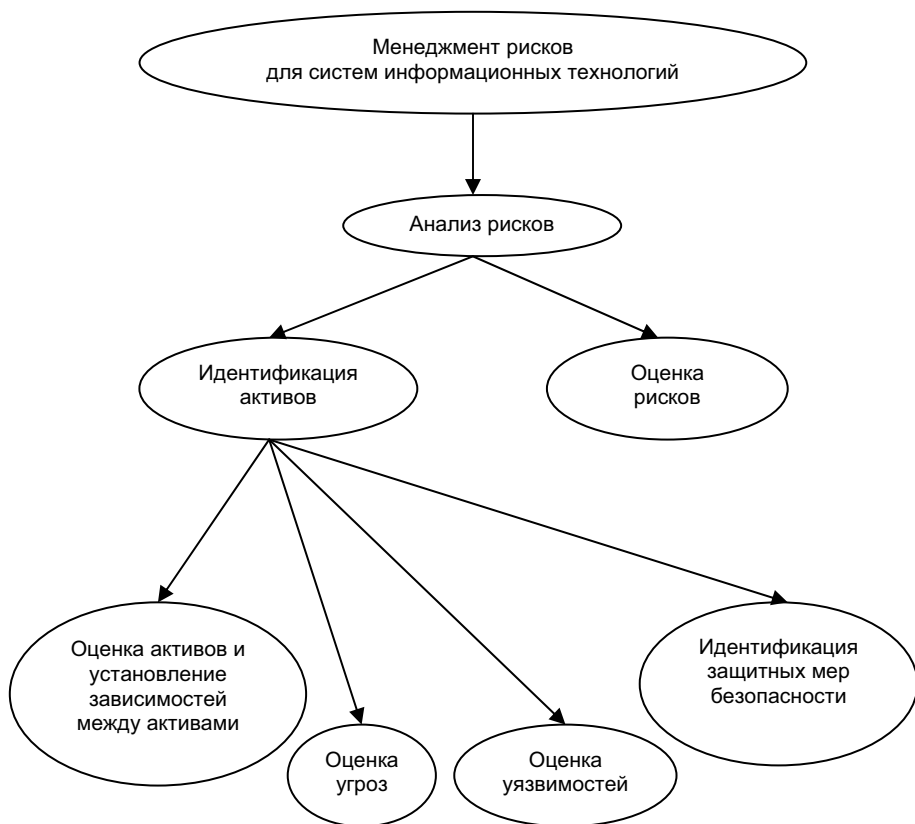 Менеджмент рисков
для систем информационных технологий
Анализ рисков
Идентификация
активов
Оценка
рисков
Оценка активов и
установление
зависимостей
между активами
Оценка
угроз
Оценка
уязвимостей
Идентификация
защитных мер
безопасности